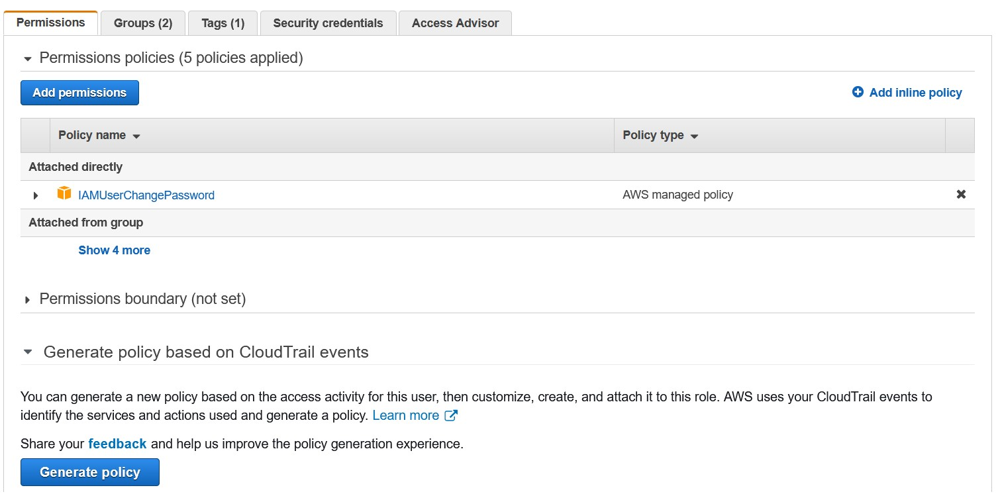 Permissions Groups (2) Tags (1) Security credentials Access Advisor
Permissions policies (5 policies applied)
Add permissions Add inline policy
Policy name Policy type
Attached directly
IAMUserChangePassword AWS managed policy
Attached from group
Show 4 more
Permissions boundary (not set)
Generate policy based on CloudTrail events
You can generate a new policy based on the access activity for this user, then customize, create, and attach it to this role. AWS uses your CloudTrail events to
identify the services and actions used and generate a policy. Learn more
Share your feedback and help us improve the policy generation experience.
Generate policy